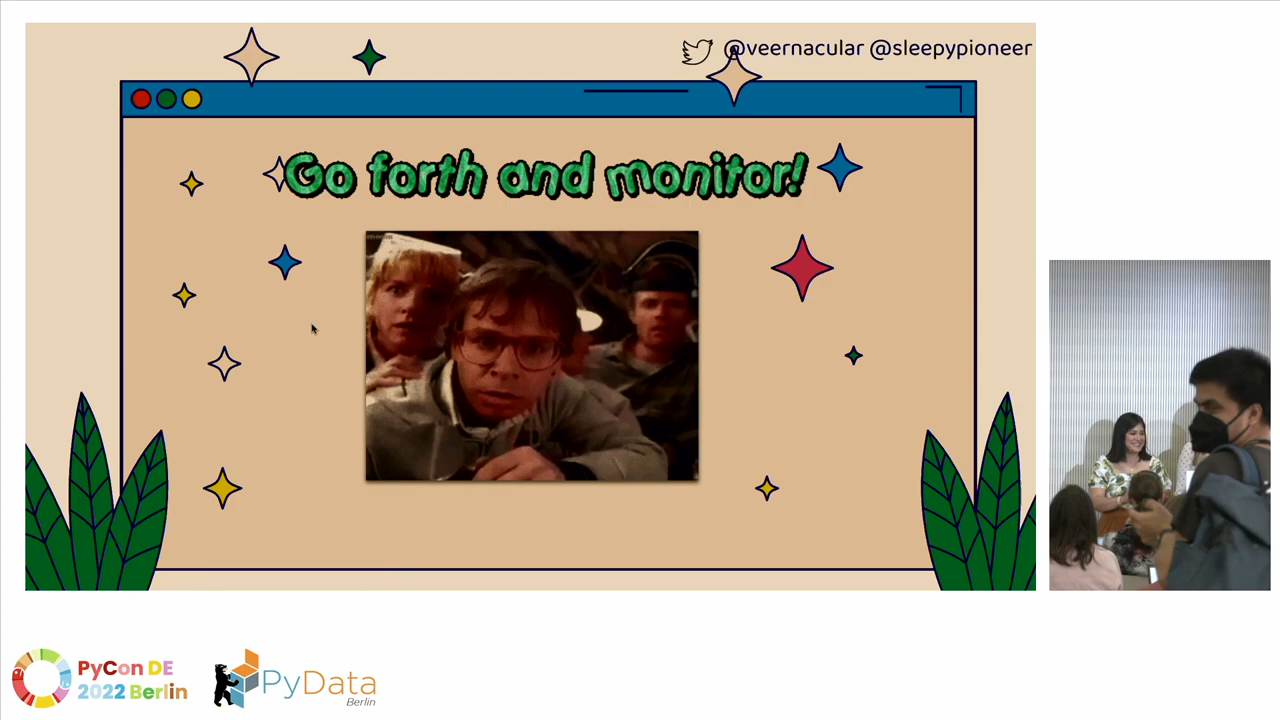 @veernacular @sleepypioneer
Go forth and monitor!
PyCon DE
2022 Berlin
PyData
Berlin